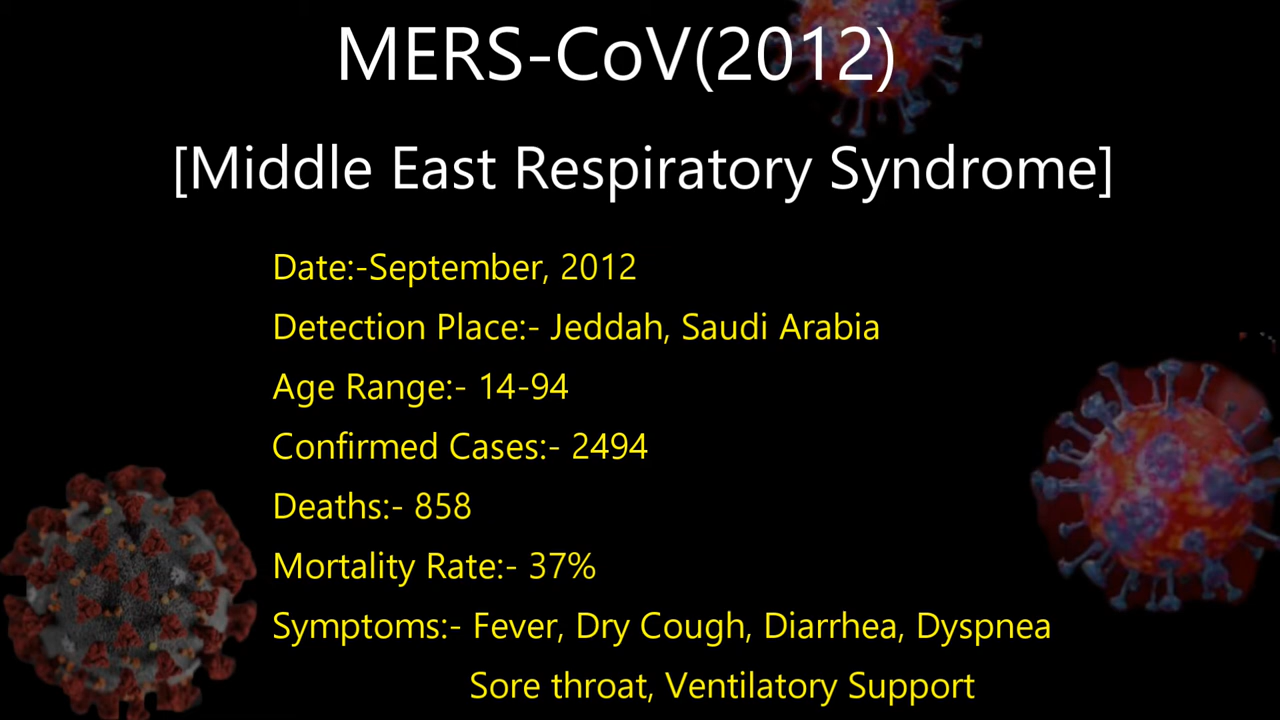 MERS-CoV(2012)
[Middle East Respiratory Syndrome]
Date:-September, 2012
Detection Place:- Jeddah, Saudi Arabia
Age Range:- 14-94
Confirmed Cases:- 2494
Deaths:- 858
Mortality Rate:- 37%
Symptoms:- Fever, Dry Cough, Diarrhea, Dyspnea
Sore throat, Ventilatory Support